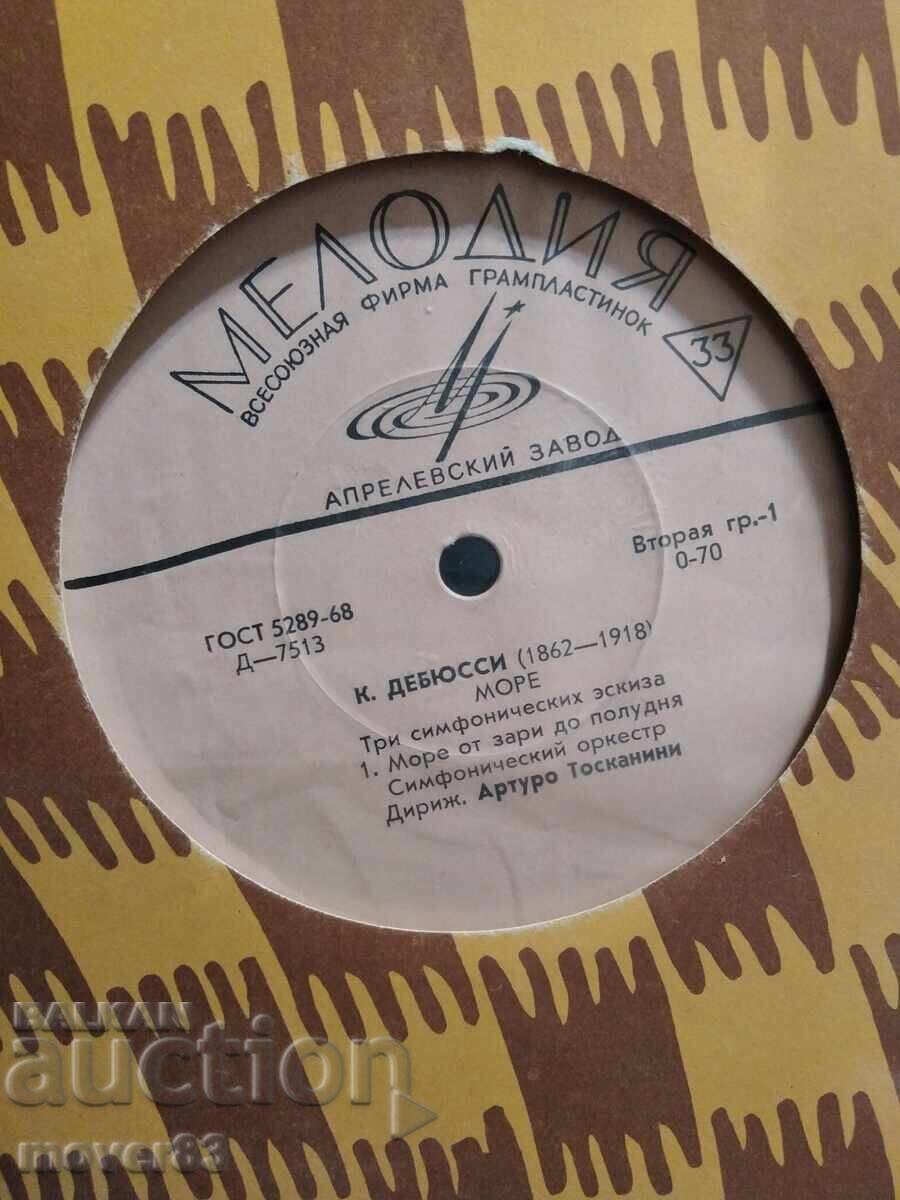 МЕЛОДИЯ
ВСЕСОЮЗНАЯ ФИРМА ГРАМПЛАСТИНОК
33
АПРЕЛЕВСКИЙ ЗАВОД
Вторая гр.-1
0-70
ГОСТ 5289-68
Д—7513
К. ДЕБЮССИ (1862—1918)
МОРЕ
Три симфонических эскиза
1. Море от зари до полудня
Симфонический оркестр
Дириж. Артуро Тосканини
BALKAN
auction
mover83